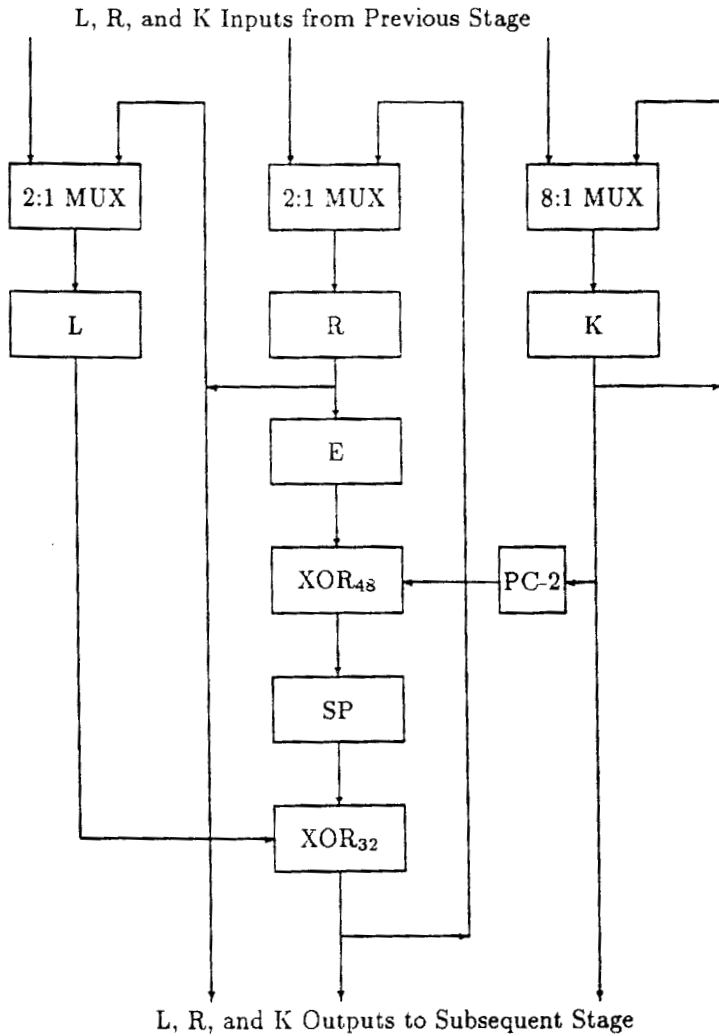 L, R, and K Inputs from Previous Stage
2:1 MUX
2:1 MUX
8:1 MUX
L
R
K
E
XOR₄₈
PC-2
SP
XOR₃₂
L, R, and K Outputs to Subsequent Stage